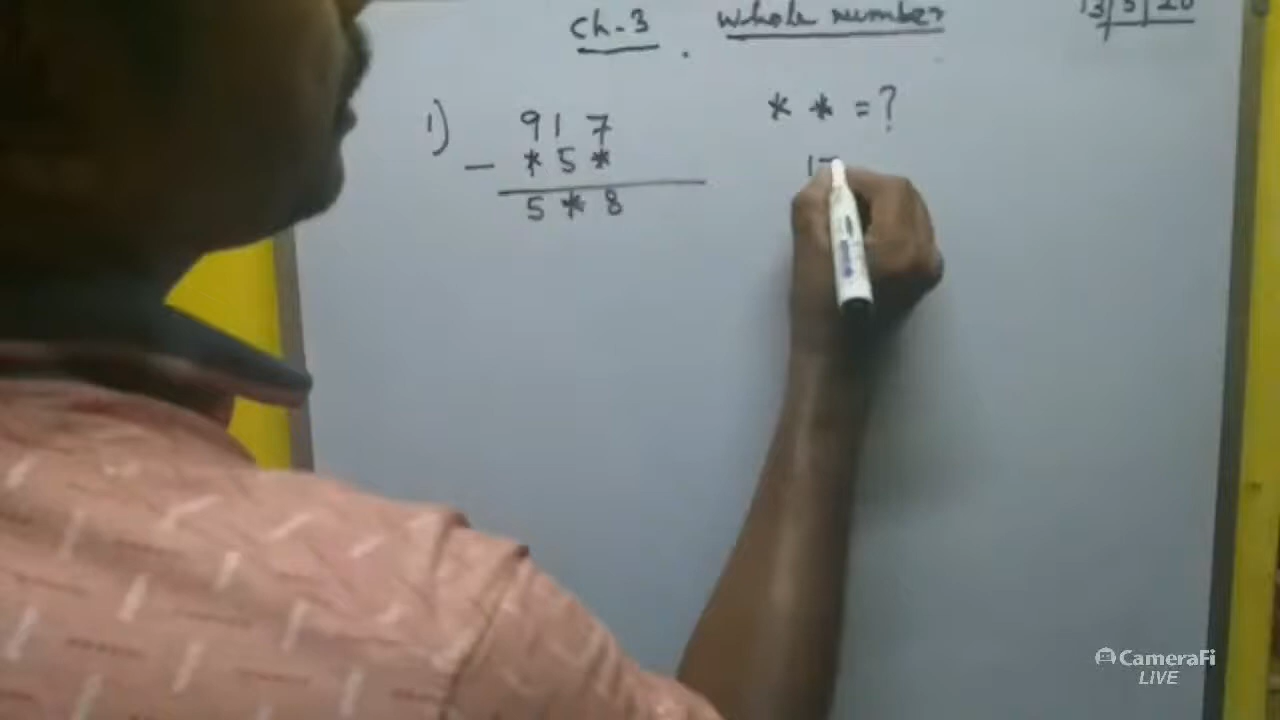 Ch-3 Whole number
1) 917 * * = ?
- * 5 *
5 * 8
CameraFi
LIVE